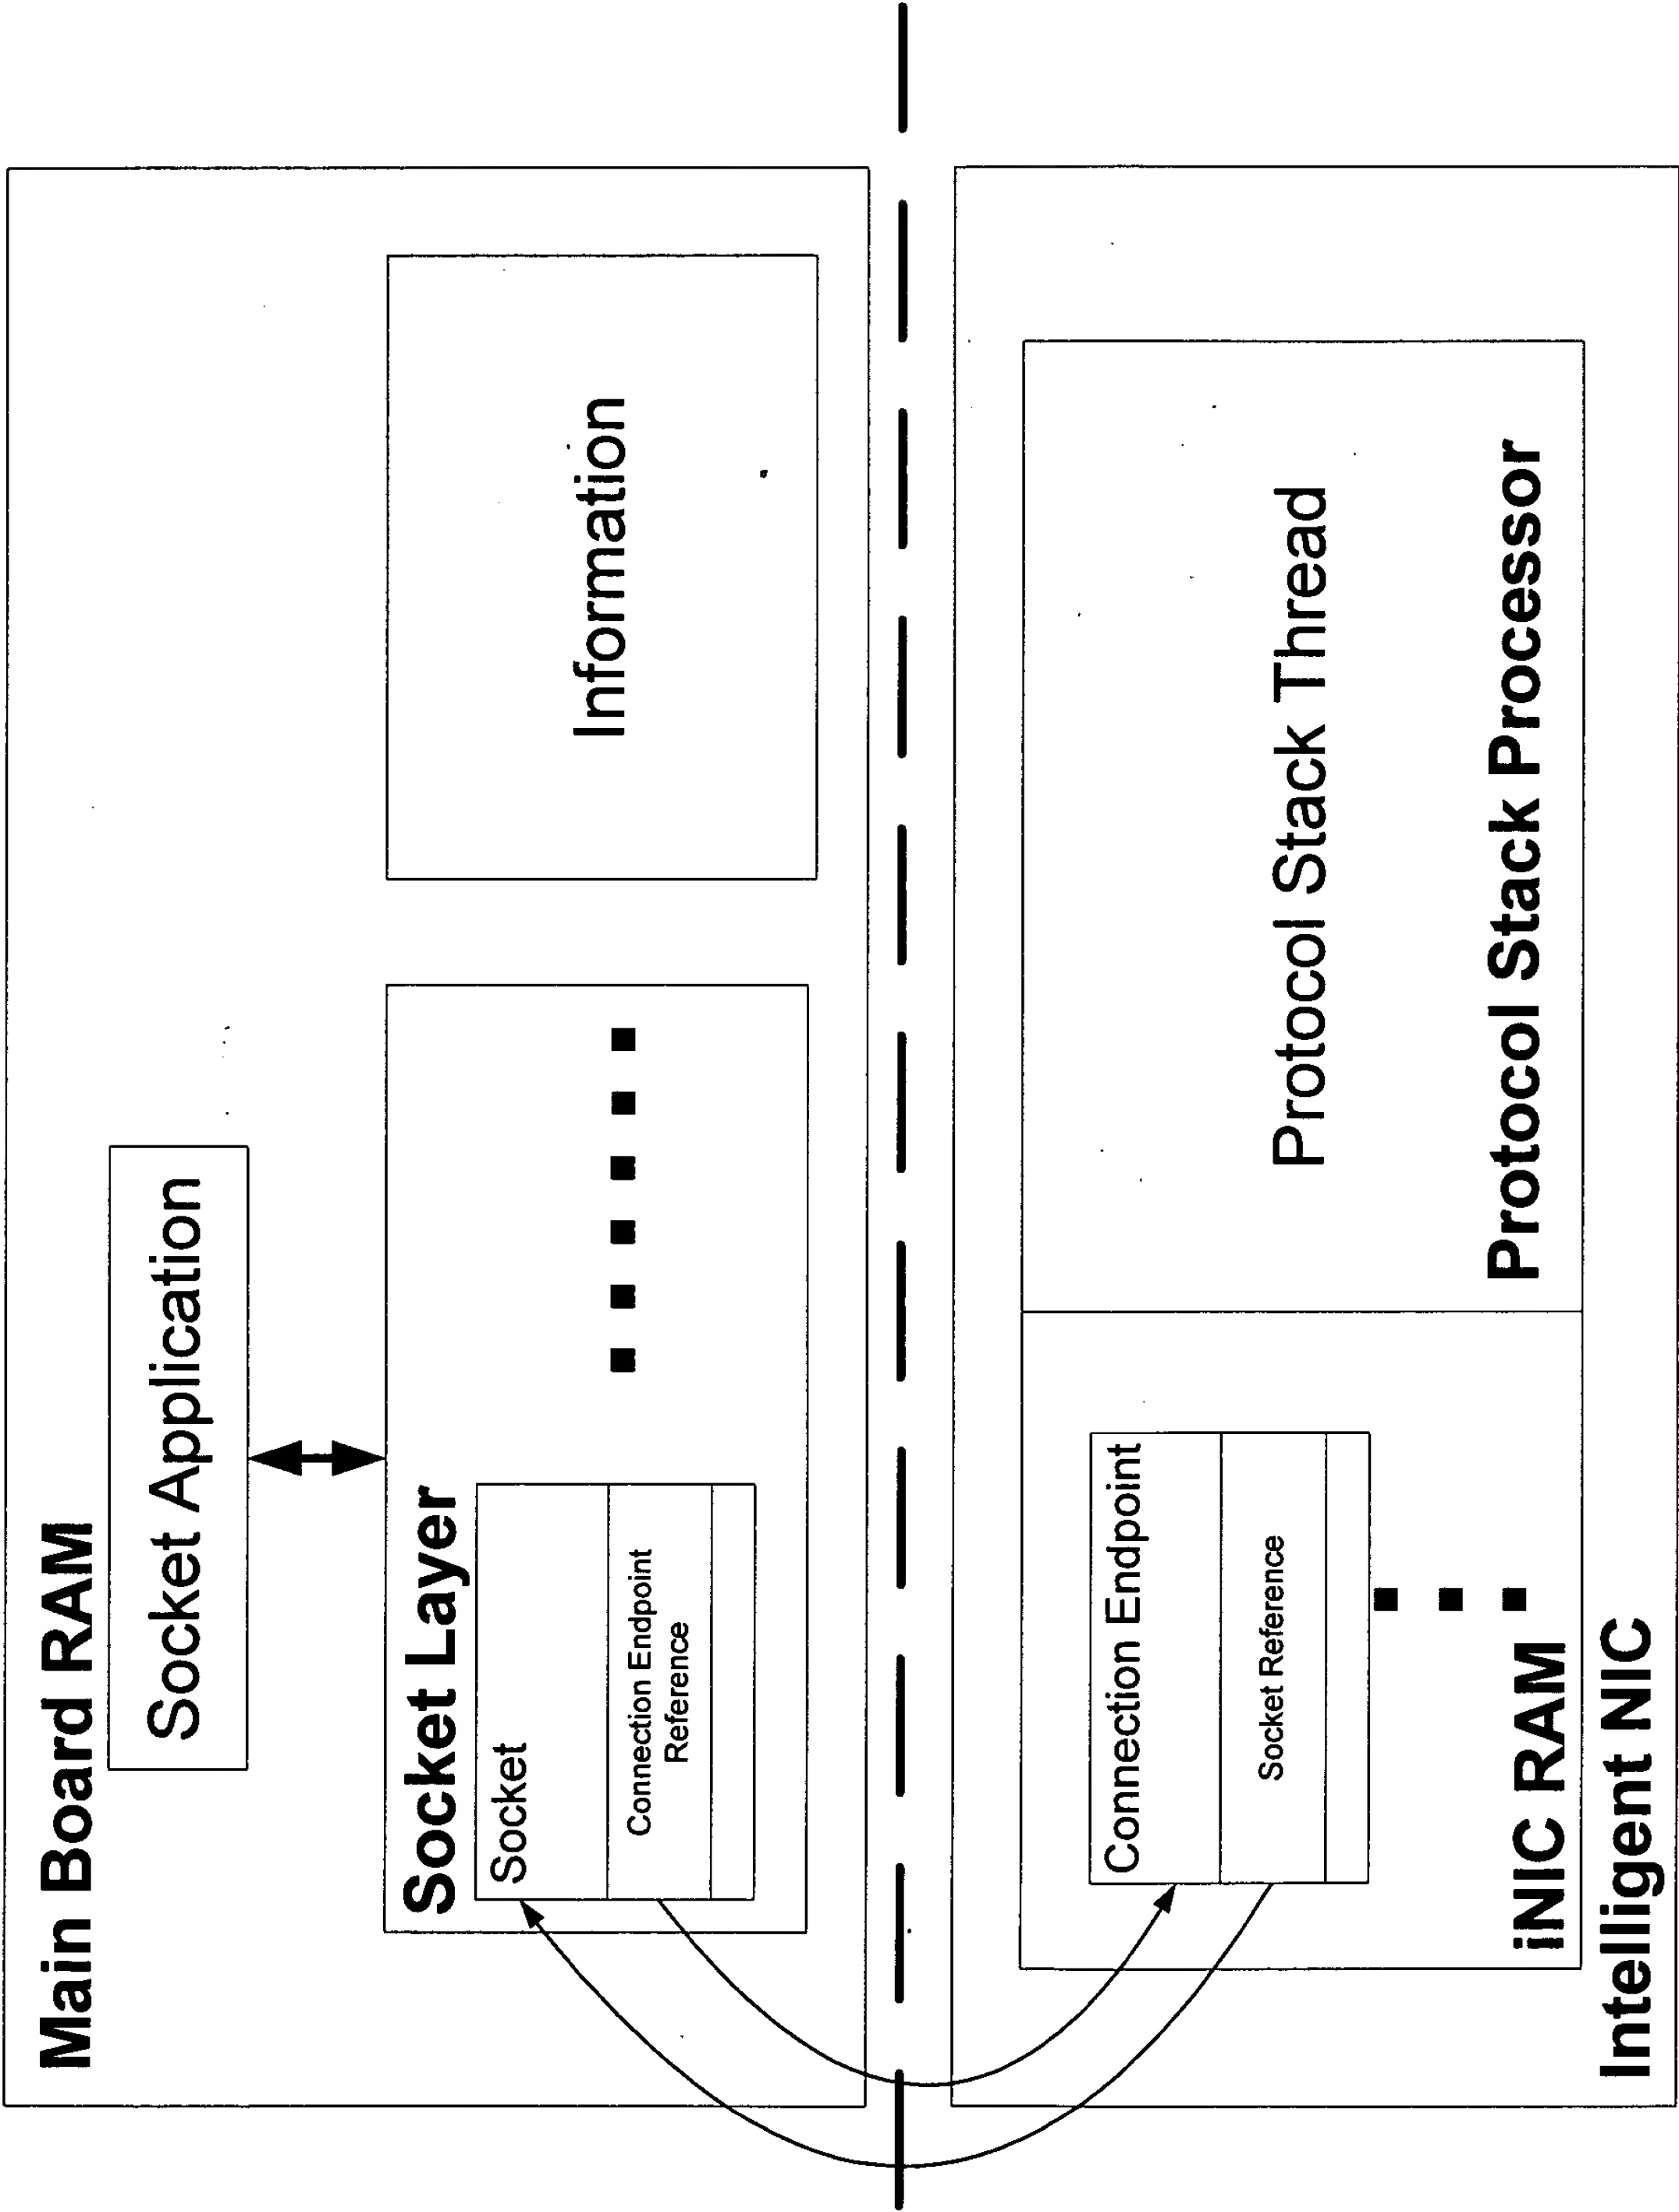 Main Board RAM
Socket Application
Socket Layer
Socket
Connection Endpoint
Reference
Information
Connection Endpoint
Socket Reference
iNIC RAM
Protocol Stack Thread
Protocol Stack Processor
Intelligent NIC